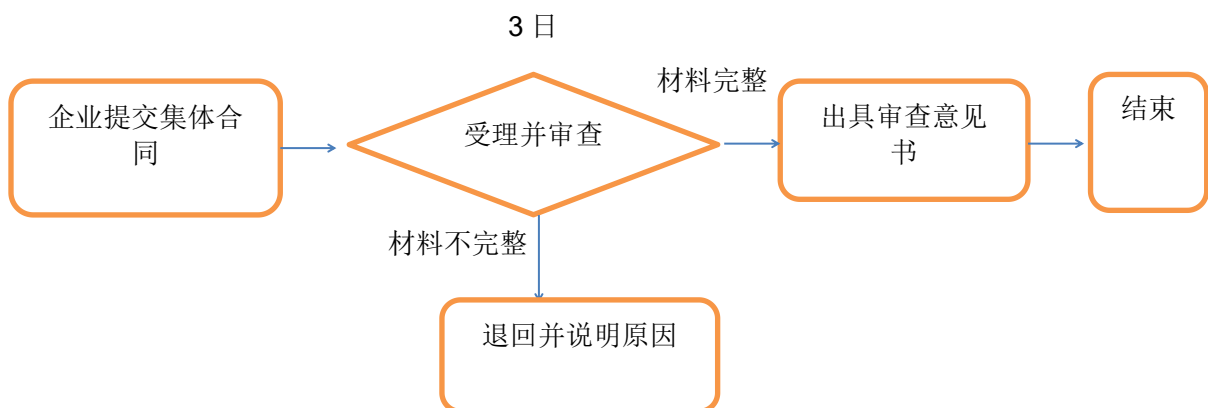 3 日
材料完整
企业提交集体合
同
受理并审查
出具审查意见
书
结束
材料不完整
退回并说明原因